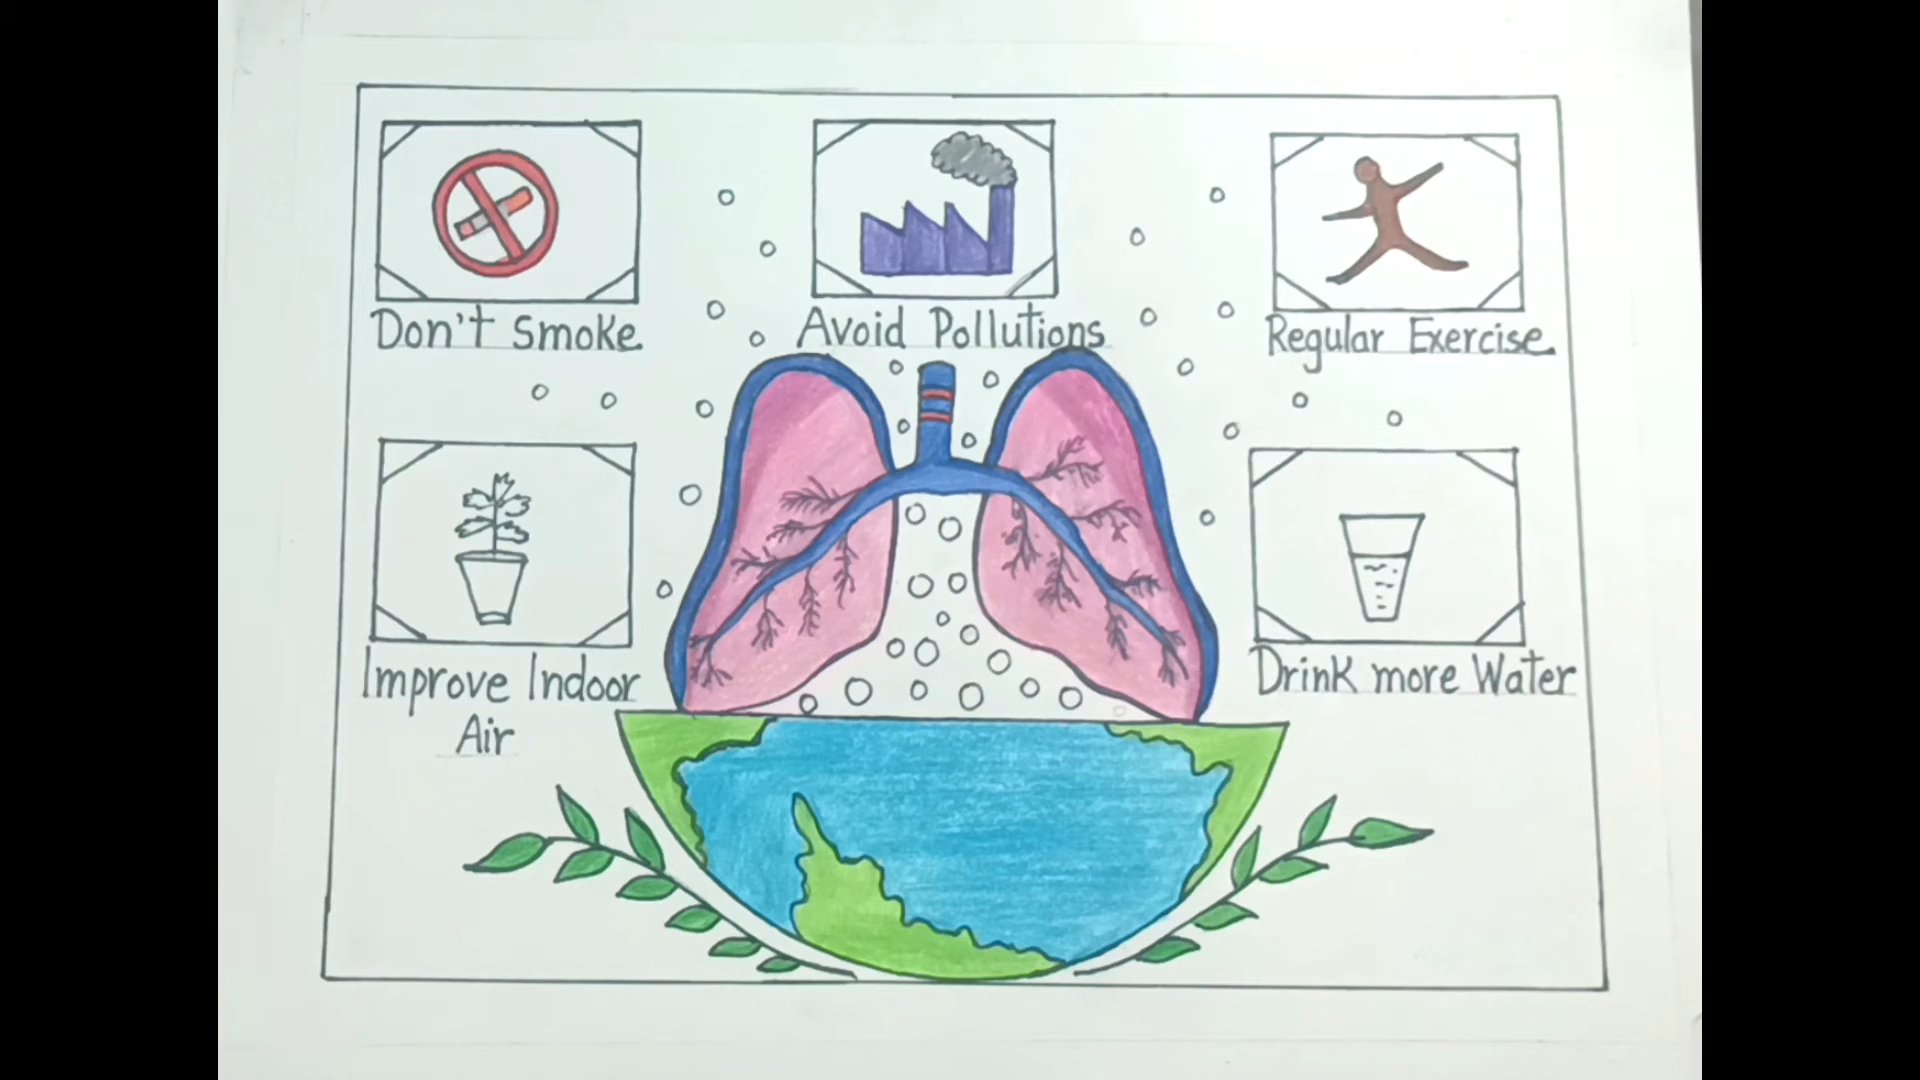 Don't Smoke
Avoid Pollutions
Regular Exercise
Improve Indoor
Air
Drink more Water